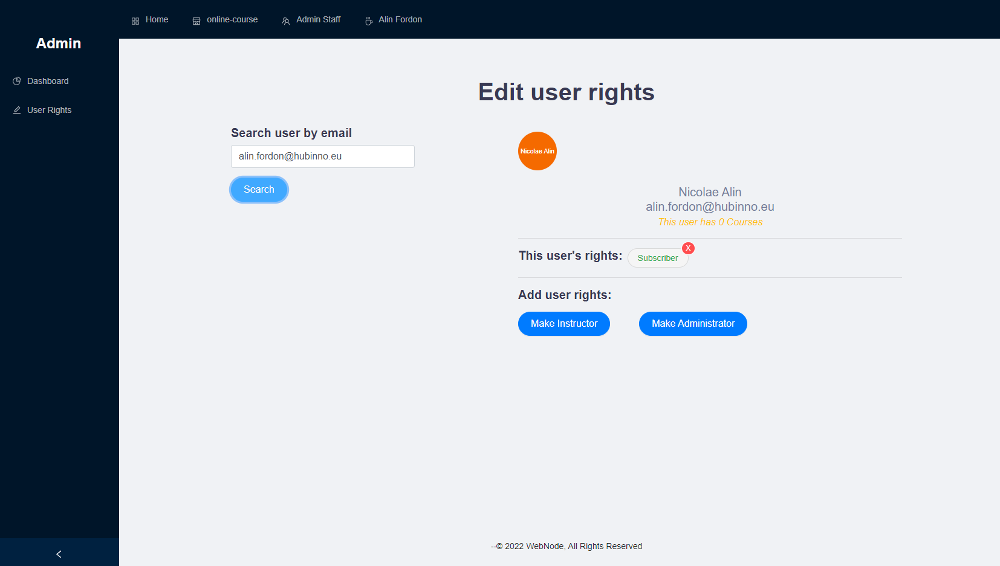 Home online-course Admin Staff Alin Fordon
Admin
Dashboard
User Rights
Edit user rights
Search user by email
alin.fordon@hubinno.eu
Search
Nicolae Alin
Nicolae Alin
alin.fordon@hubinno.eu
This user has 0 Courses
This user's rights: Subscriber X
Add user rights:
Make Instructor Make Administrator
--© 2022 WebNode, All Rights Reserved